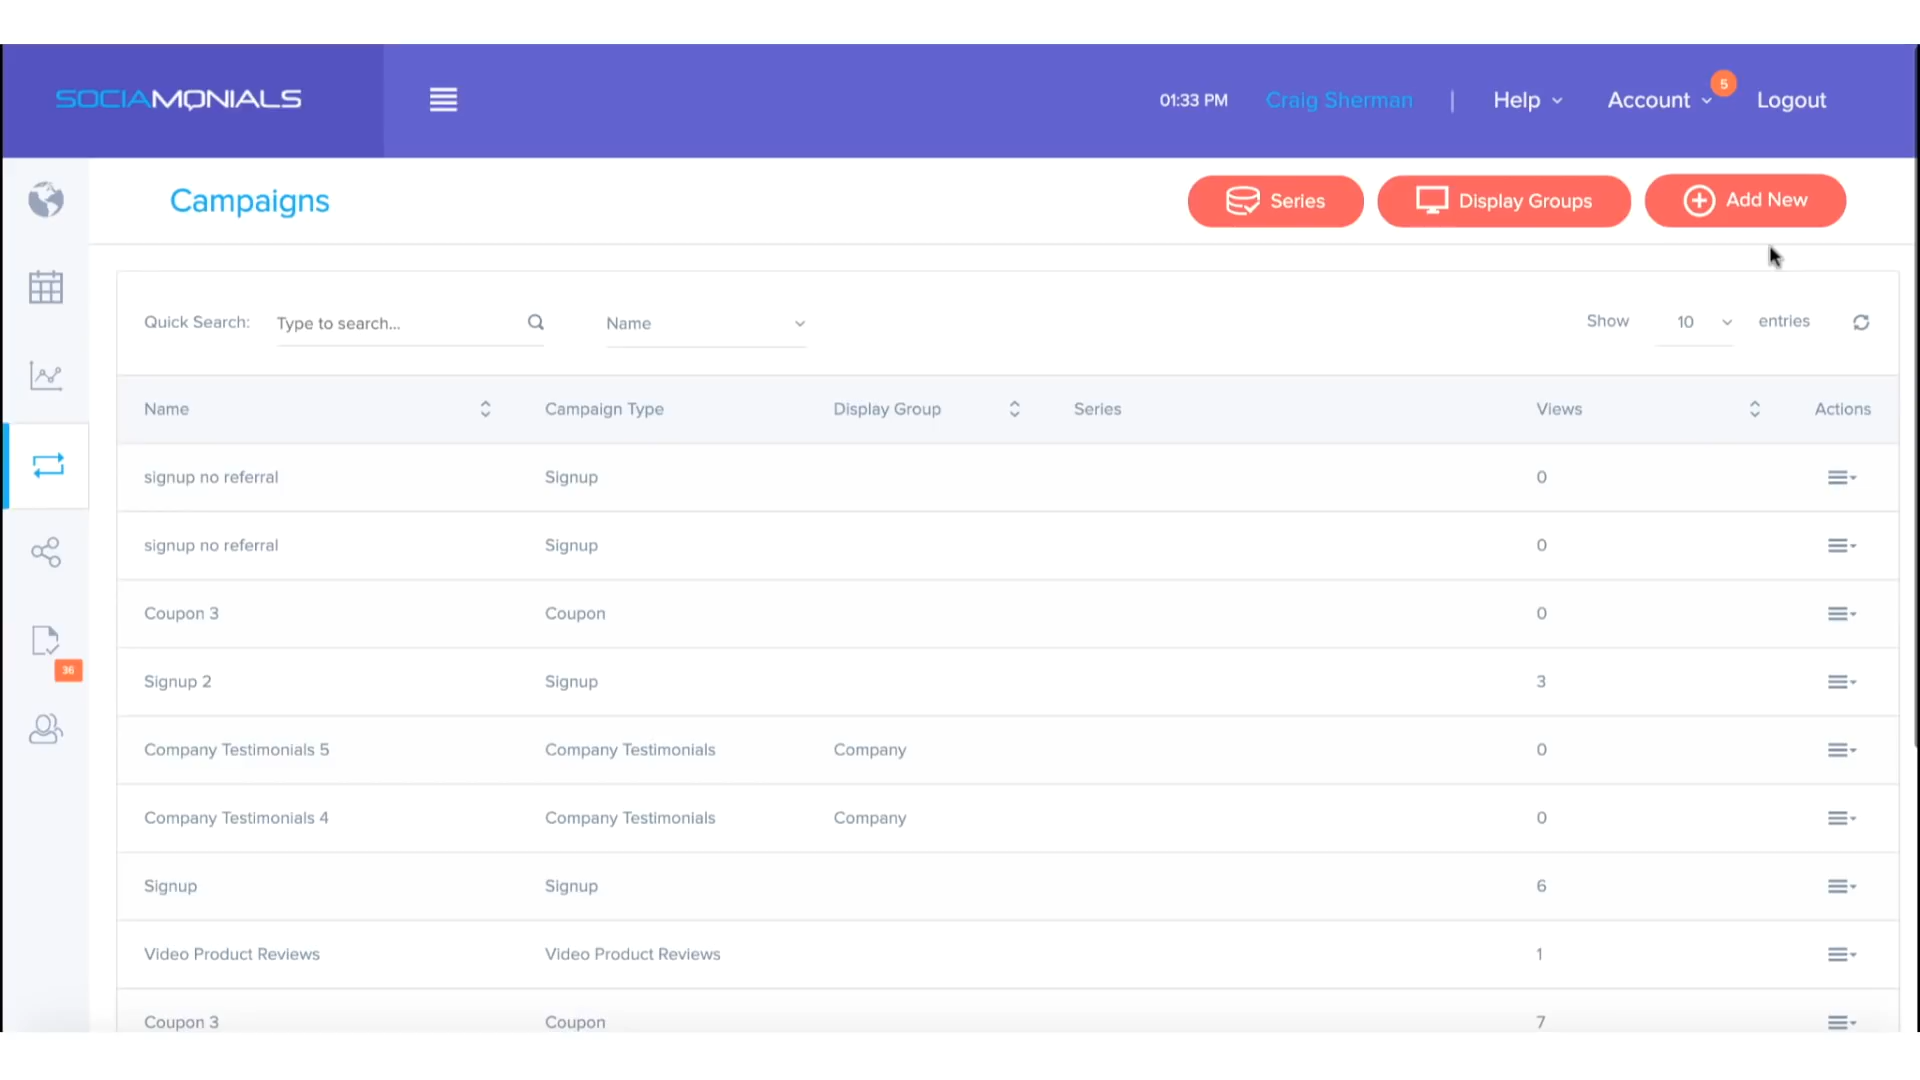 SOCIAMONIALS
01:33 PM Craig Sherman | Help Account 5 Logout
Campaigns
Series Display Groups Add New
Quick Search: Type to search... Name Show 10 entries
Name Campaign Type Display Group Series Views Actions
signup no referral Signup 0
signup no referral Signup 0
Coupon 3 Coupon 0
Signup 2 Signup 3
36
Company Testimonials 5 Company Testimonials Company 0
Company Testimonials 4 Company Testimonials Company 0
Signup Signup 6
Video Product Reviews Video Product Reviews 1
Coupon 3 Coupon 7